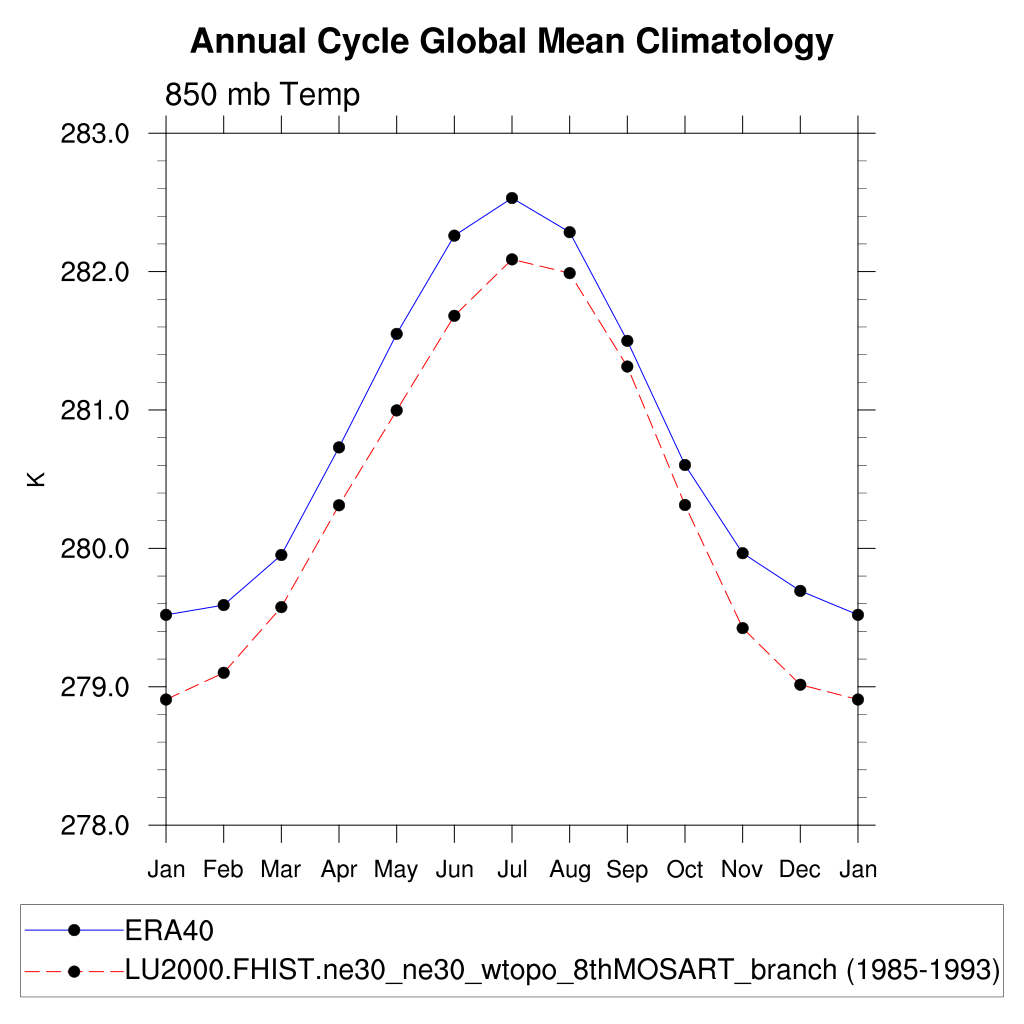 Annual Cycle Global Mean Climatology
850 mb Temp
283.0
282.0
281.0
280.0
279.0
278.0
K
Jan Feb Mar Apr May Jun Jul Aug Sep Oct Nov Dec Jan
ERA40
LU2000.FHIST.ne30_ne30_wtopo_8thMOSART_branch (1985-1993)